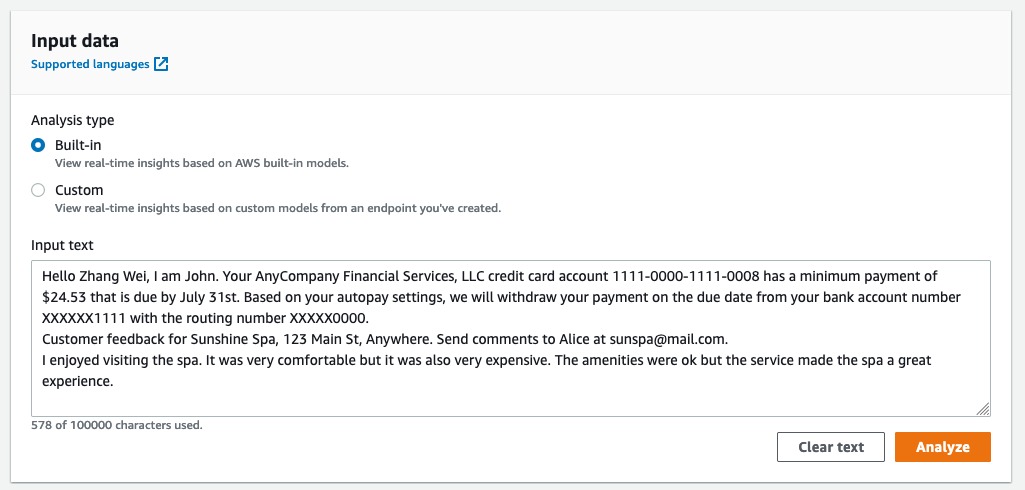 Input data
Supported languages
Analysis type
Built-in
View real-time insights based on AWS built-in models.
Custom
View real-time insights based on custom models from an endpoint you've created.
Input text
Hello Zhang Wei, I am John. Your AnyCompany Financial Services, LLC credit card account 1111-0000-1111-0008 has a minimum payment of
$24.53 that is due by July 31st. Based on your autopay settings, we will withdraw your payment on the due date from your bank account number
XXXXXX1111 with the routing number XXXXX0000.
Customer feedback for Sunshine Spa, 123 Main St, Anywhere. Send comments to Alice at sunspa@mail.com.
I enjoyed visiting the spa. It was very comfortable but it was also very expensive. The amenities were ok but the service made the spa a great
experience.
578 of 100000 characters used.
Clear text
Analyze